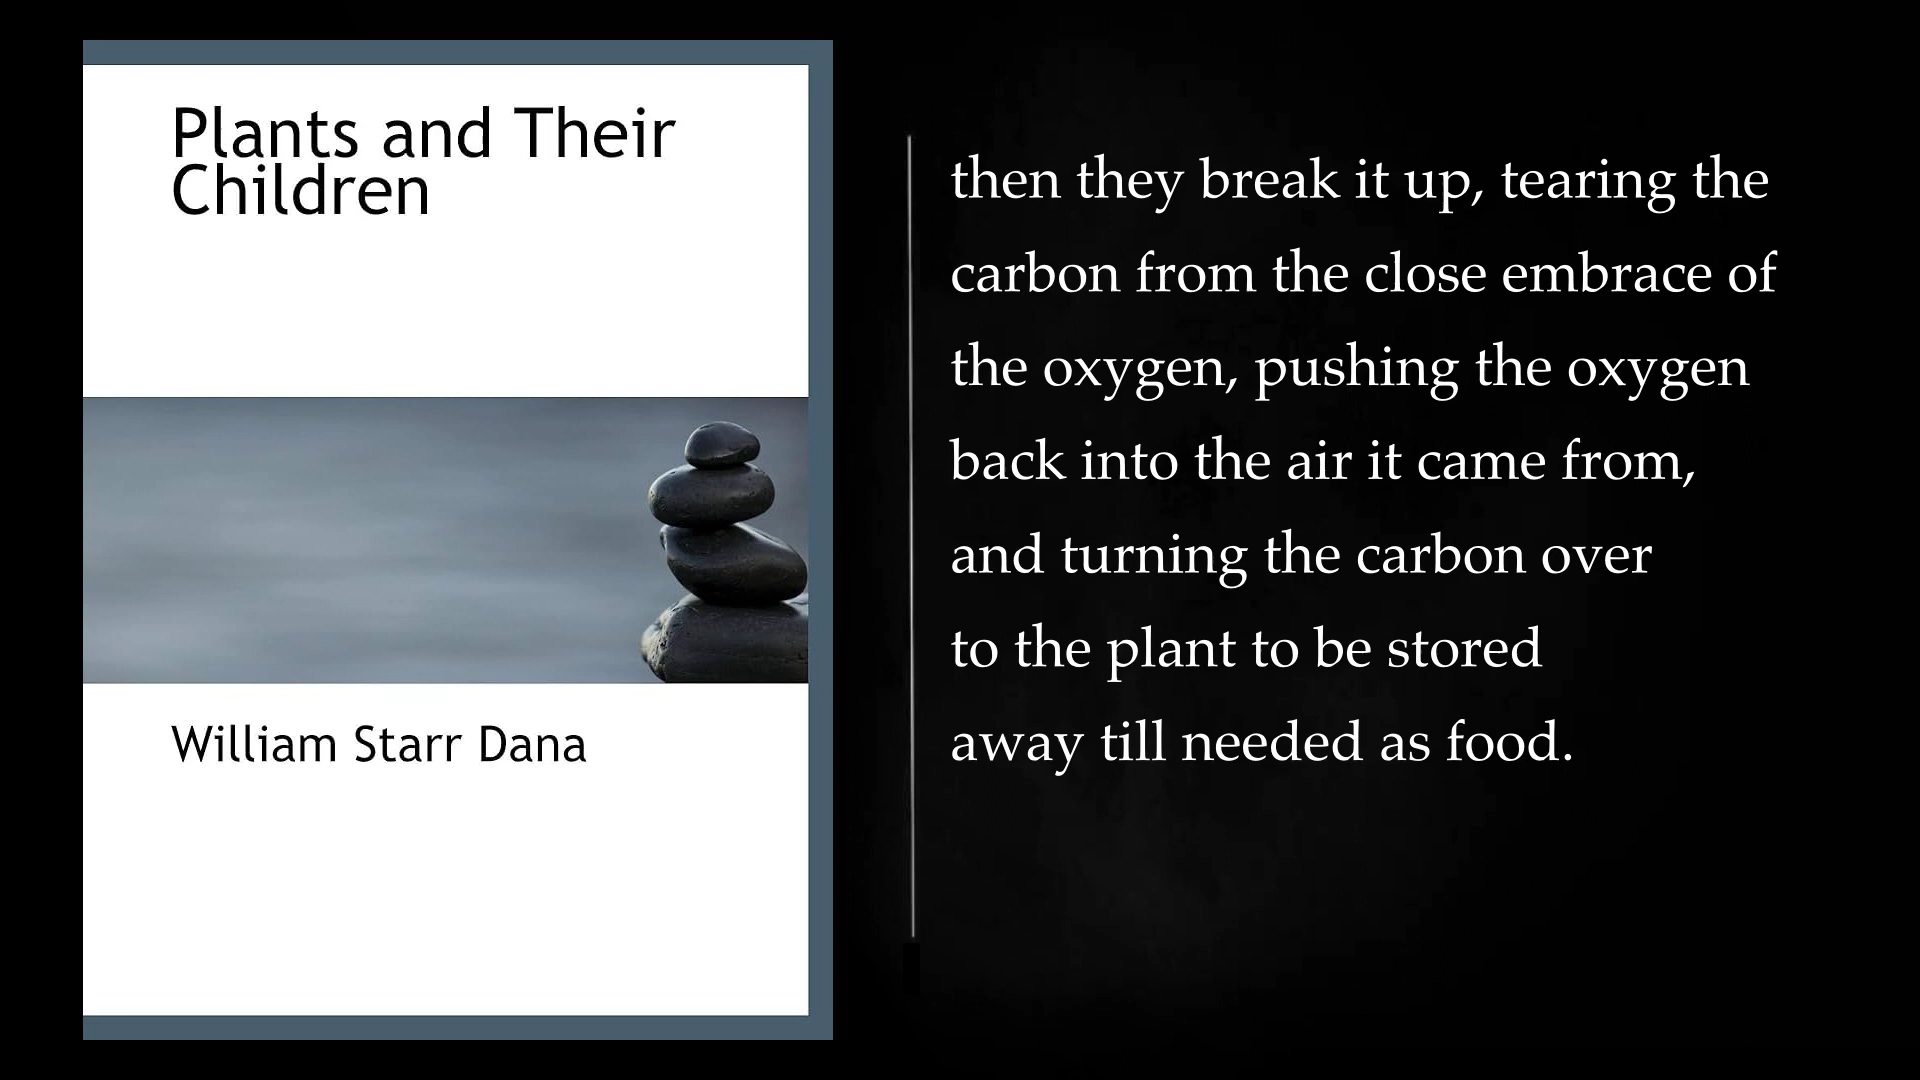 Plants and Their
Children
William Starr Dana
then they break it up, tearing the
carbon from the close embrace of
the oxygen, pushing the oxygen
back into the air it came from,
and turning the carbon over
to the plant to be stored
away till needed as food.